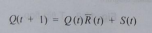 Q(t + 1) = Q(t)R̅(t) + S(t)